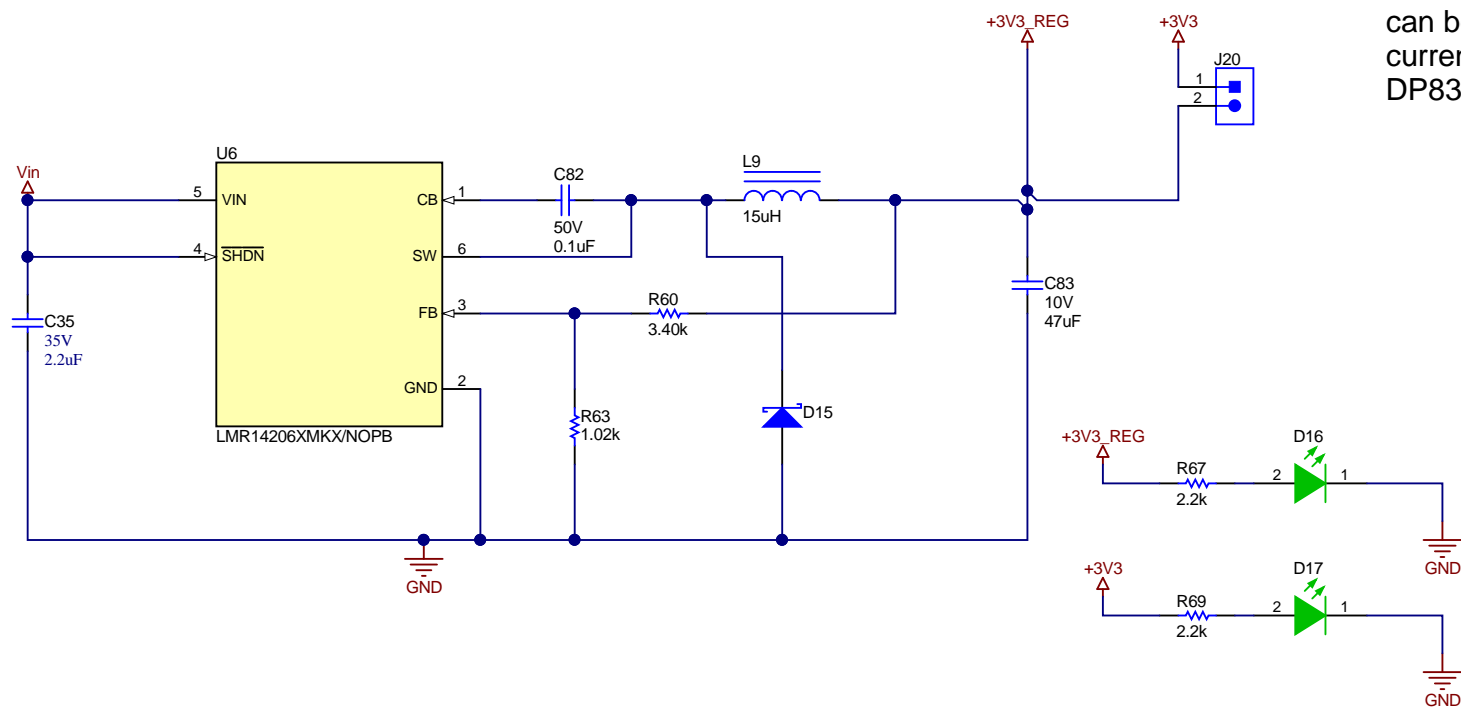 +3V3_REG
+3V3
can b
curren
DP83
J20
1
2
U6
Vin
5
VIN
4
SHDN
CB
1
SW
6
FB
3
GND
2
LMR14206XMKX/NOPB
C82
50V
0.1uF
L9
15uH
R60
3.40k
C35
35V
2.2uF
C83
10V
47uF
R63
1.02k
D15
GND
+3V3_REG
R67
2.2k
2
D16
1
GND
+3V3
R69
2.2k
2
D17
1
GND